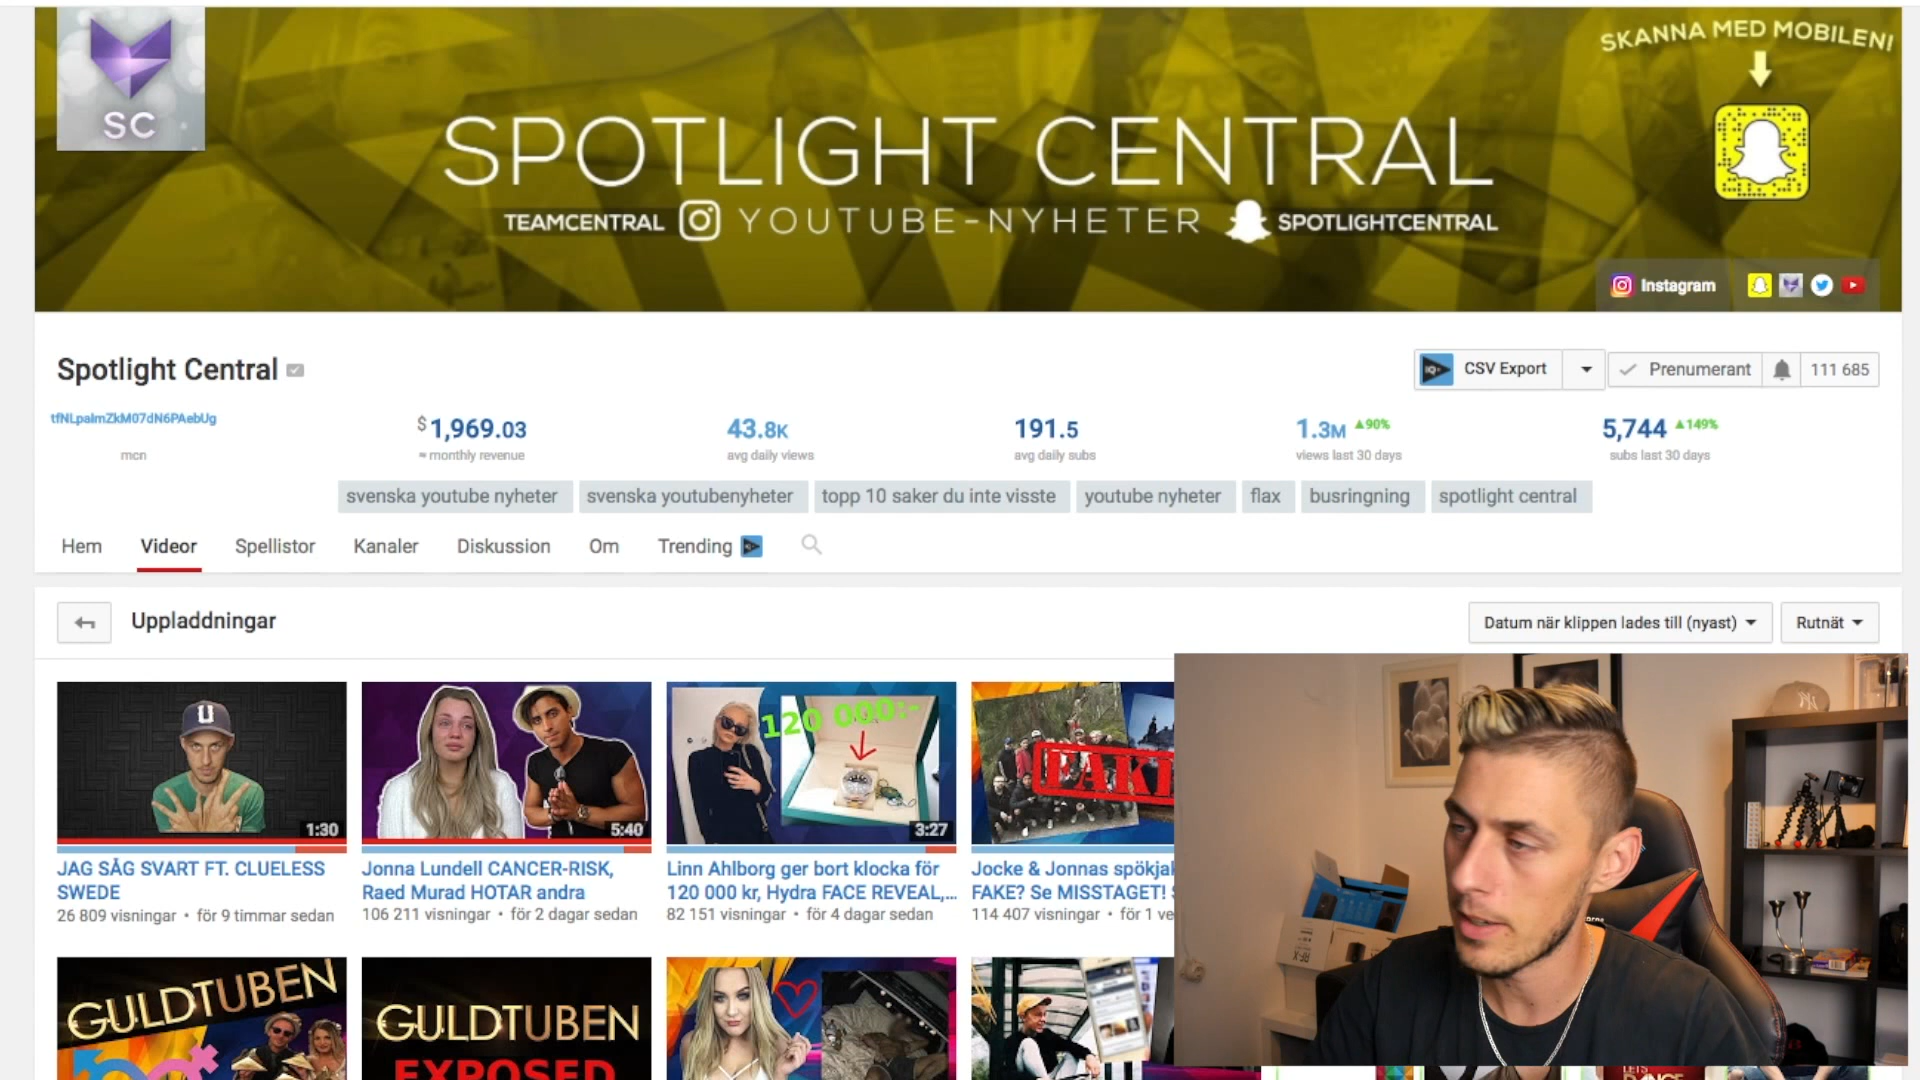 SC
SKANNA MED MOBILEN!
SPOTLIGHT CENTRAL
TEAMCENTRAL YOUTUBE-NYHETER SPOTLIGHTCENTRAL
Instagram
Spotlight Central
CSV Export
Prenumerant
111 685
tfNLpaImZkM07dN6PAebUg
mcn
$1,969.03
≈ monthly revenue
43.8K
avg daily views
191.5
avg daily subs
1.3M ▲90%
views last 30 days
5,744 ▲149%
subs last 30 days
svenska youtube nyheter
svenska youtubenyheter
topp 10 saker du inte visste
youtube nyheter
flax
busringning
spotlight central
Hem
Videor
Spellistor
Kanaler
Diskussion
Om
Trending
Uppladdningar
Datum när klippen lades till (nyast)
Rutnät
U
1:30
JAG SÅG SVART FT. CLUELESS
SWEDE
26 809 visningar • för 9 timmar sedan
5:40
Jonna Lundell CANCER-RISK,
Raed Murad HOTAR andra
106 211 visningar • för 2 dagar sedan
120 000:-
3:27
Linn Ahlborg ger bort klocka för
120 000 kr, Hydra FACE REVEAL,...
82 151 visningar • för 4 dagar sedan
FAKE
Jocke & Jonnas spökjak
FAKE? Se MISSTAGET! S
114 407 visningar • för 1 ve
GULDTUBEN
GULDTUBEN
EXPOSED
LETS
DANCE